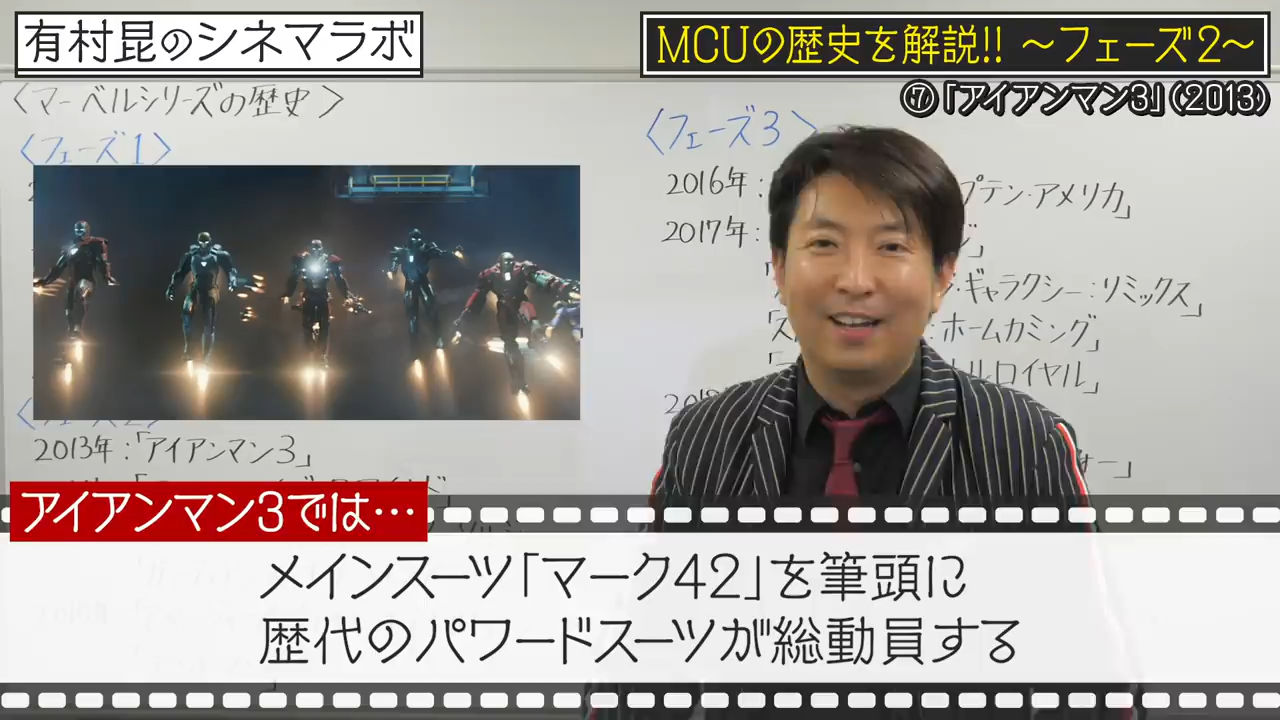 有村昆のシネマラボ
MCUの歴史を解説!! ～フェーズ2～
⑦「アイアンマン3」(2013)
〈マーベルシリーズの歴史〉
〈フェーズ1〉
〈フェーズ3〉
2016年:
プテン・アメリカ」
2017年:
・ギャラクシー:リミックス」
:ホームカミング」
ルロイヤル」
2013年:「アイアンマン3」
アイアンマン3では…
メインスーツ「マーク42」を筆頭に
歴代のパワードスーツが総動員する